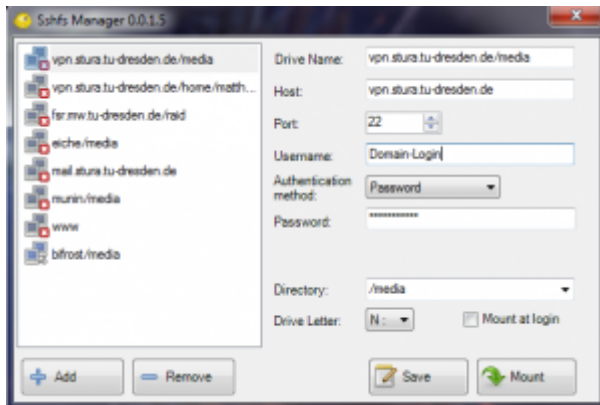 Sshfs Manager 0.0.1.5
vpn.stura.tu-dresden.de/media
vpn.stura.tu-dresden.de/home/matth...
fsr.mw.tu-dresden.de/raid
eiche/media
mail.stura.tu-dresden.de
munin/media
www
bifrost/media
Drive Name: vpn.stura.tu-dresden.de/media
Host: vpn.stura.tu-dresden.de
Port: 22
Username: Domain-Login
Authentication
method: Password
Password: ***********
Directory: /media
Drive Letter: N: Mount at login
Add Remove Save Mount